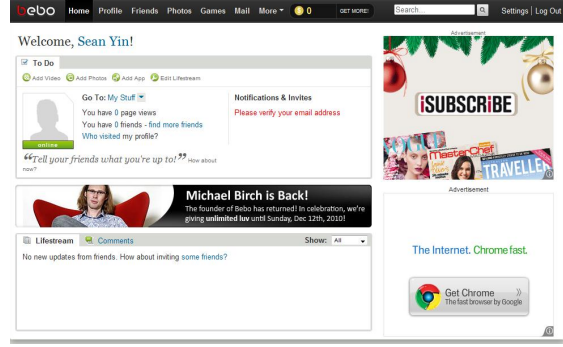 bebo Home Profile Friends Photos Games Mail More 0 GET MORE! Search... Settings | Log Out
Welcome, Sean Yin!
To Do
Add Video Add Photos Add App Edit Lifestream
Go To: My Stuff
You have 0 page views
You have 0 friends - find more friends
Who visited my profile?
online
“Tell your friends what you're up to!” How about
now?
Notifications & Invites
Please verify your email address
Michael Birch is Back!
The founder of Bebo has returned! In celebration, we're
giving unlimited luv until Sunday, Dec 12th, 2010!
Lifestream Comments Show: All
No new updates from friends. How about inviting some friends?
Advertisement
iSUBSCRiBE
MasterChef
TRAVELLE
Advertisement
The Internet. Chrome fast.
Get Chrome
The fast browser by Google